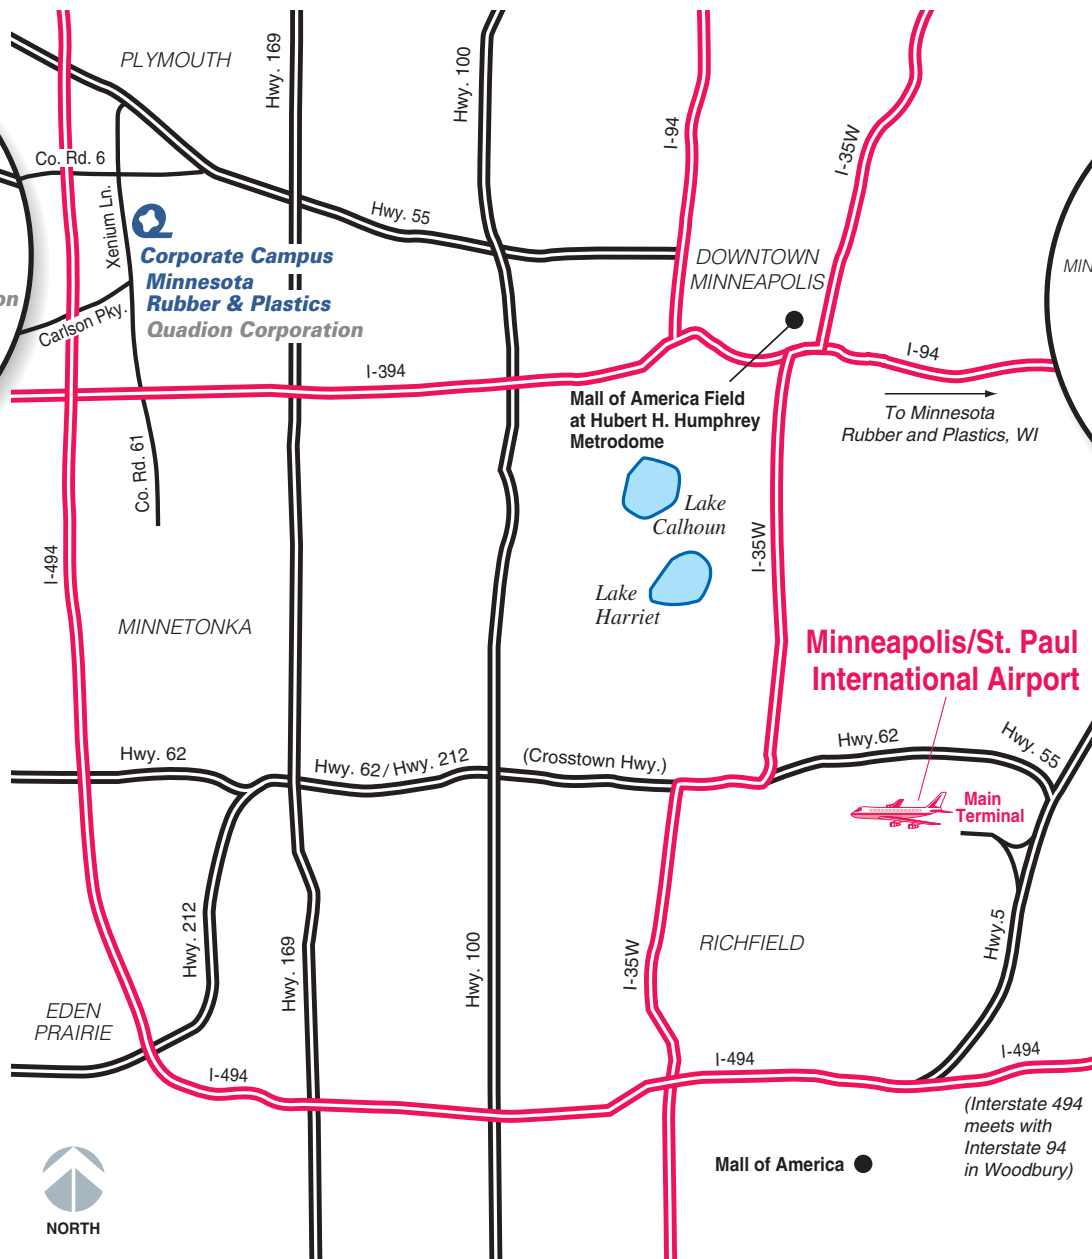 PLYMOUTH
Hwy. 169
Hwy. 100
I-94
I-35W
Co. Rd. 6
Xenium Ln.
Hwy. 55
Corporate Campus
Minnesota
Rubber & Plastics
Quadion Corporation
on
Carlson Pky.
DOWNTOWN
MINNEAPOLIS
MIN
I-394
I-94
Mall of America Field
at Hubert H. Humphrey
Metrodome
To Minnesota
Rubber and Plastics, WI
Co. Rd. 61
Lake
Calhoun
I-494
I-35W
Lake
Harriet
MINNETONKA
Minneapolis/St. Paul
International Airport
Hwy. 62
Hwy. 62/Hwy. 212
(Crosstown Hwy.)
Hwy.62
Hwy. 55
Main
Terminal
Hwy. 212
Hwy. 169
Hwy. 100
I-35W
RICHFIELD
Hwy.5
EDEN
PRAIRIE
I-494
I-494
I-494
(Interstate 494
meets with
Interstate 94
in Woodbury)
Mall of America
NORTH